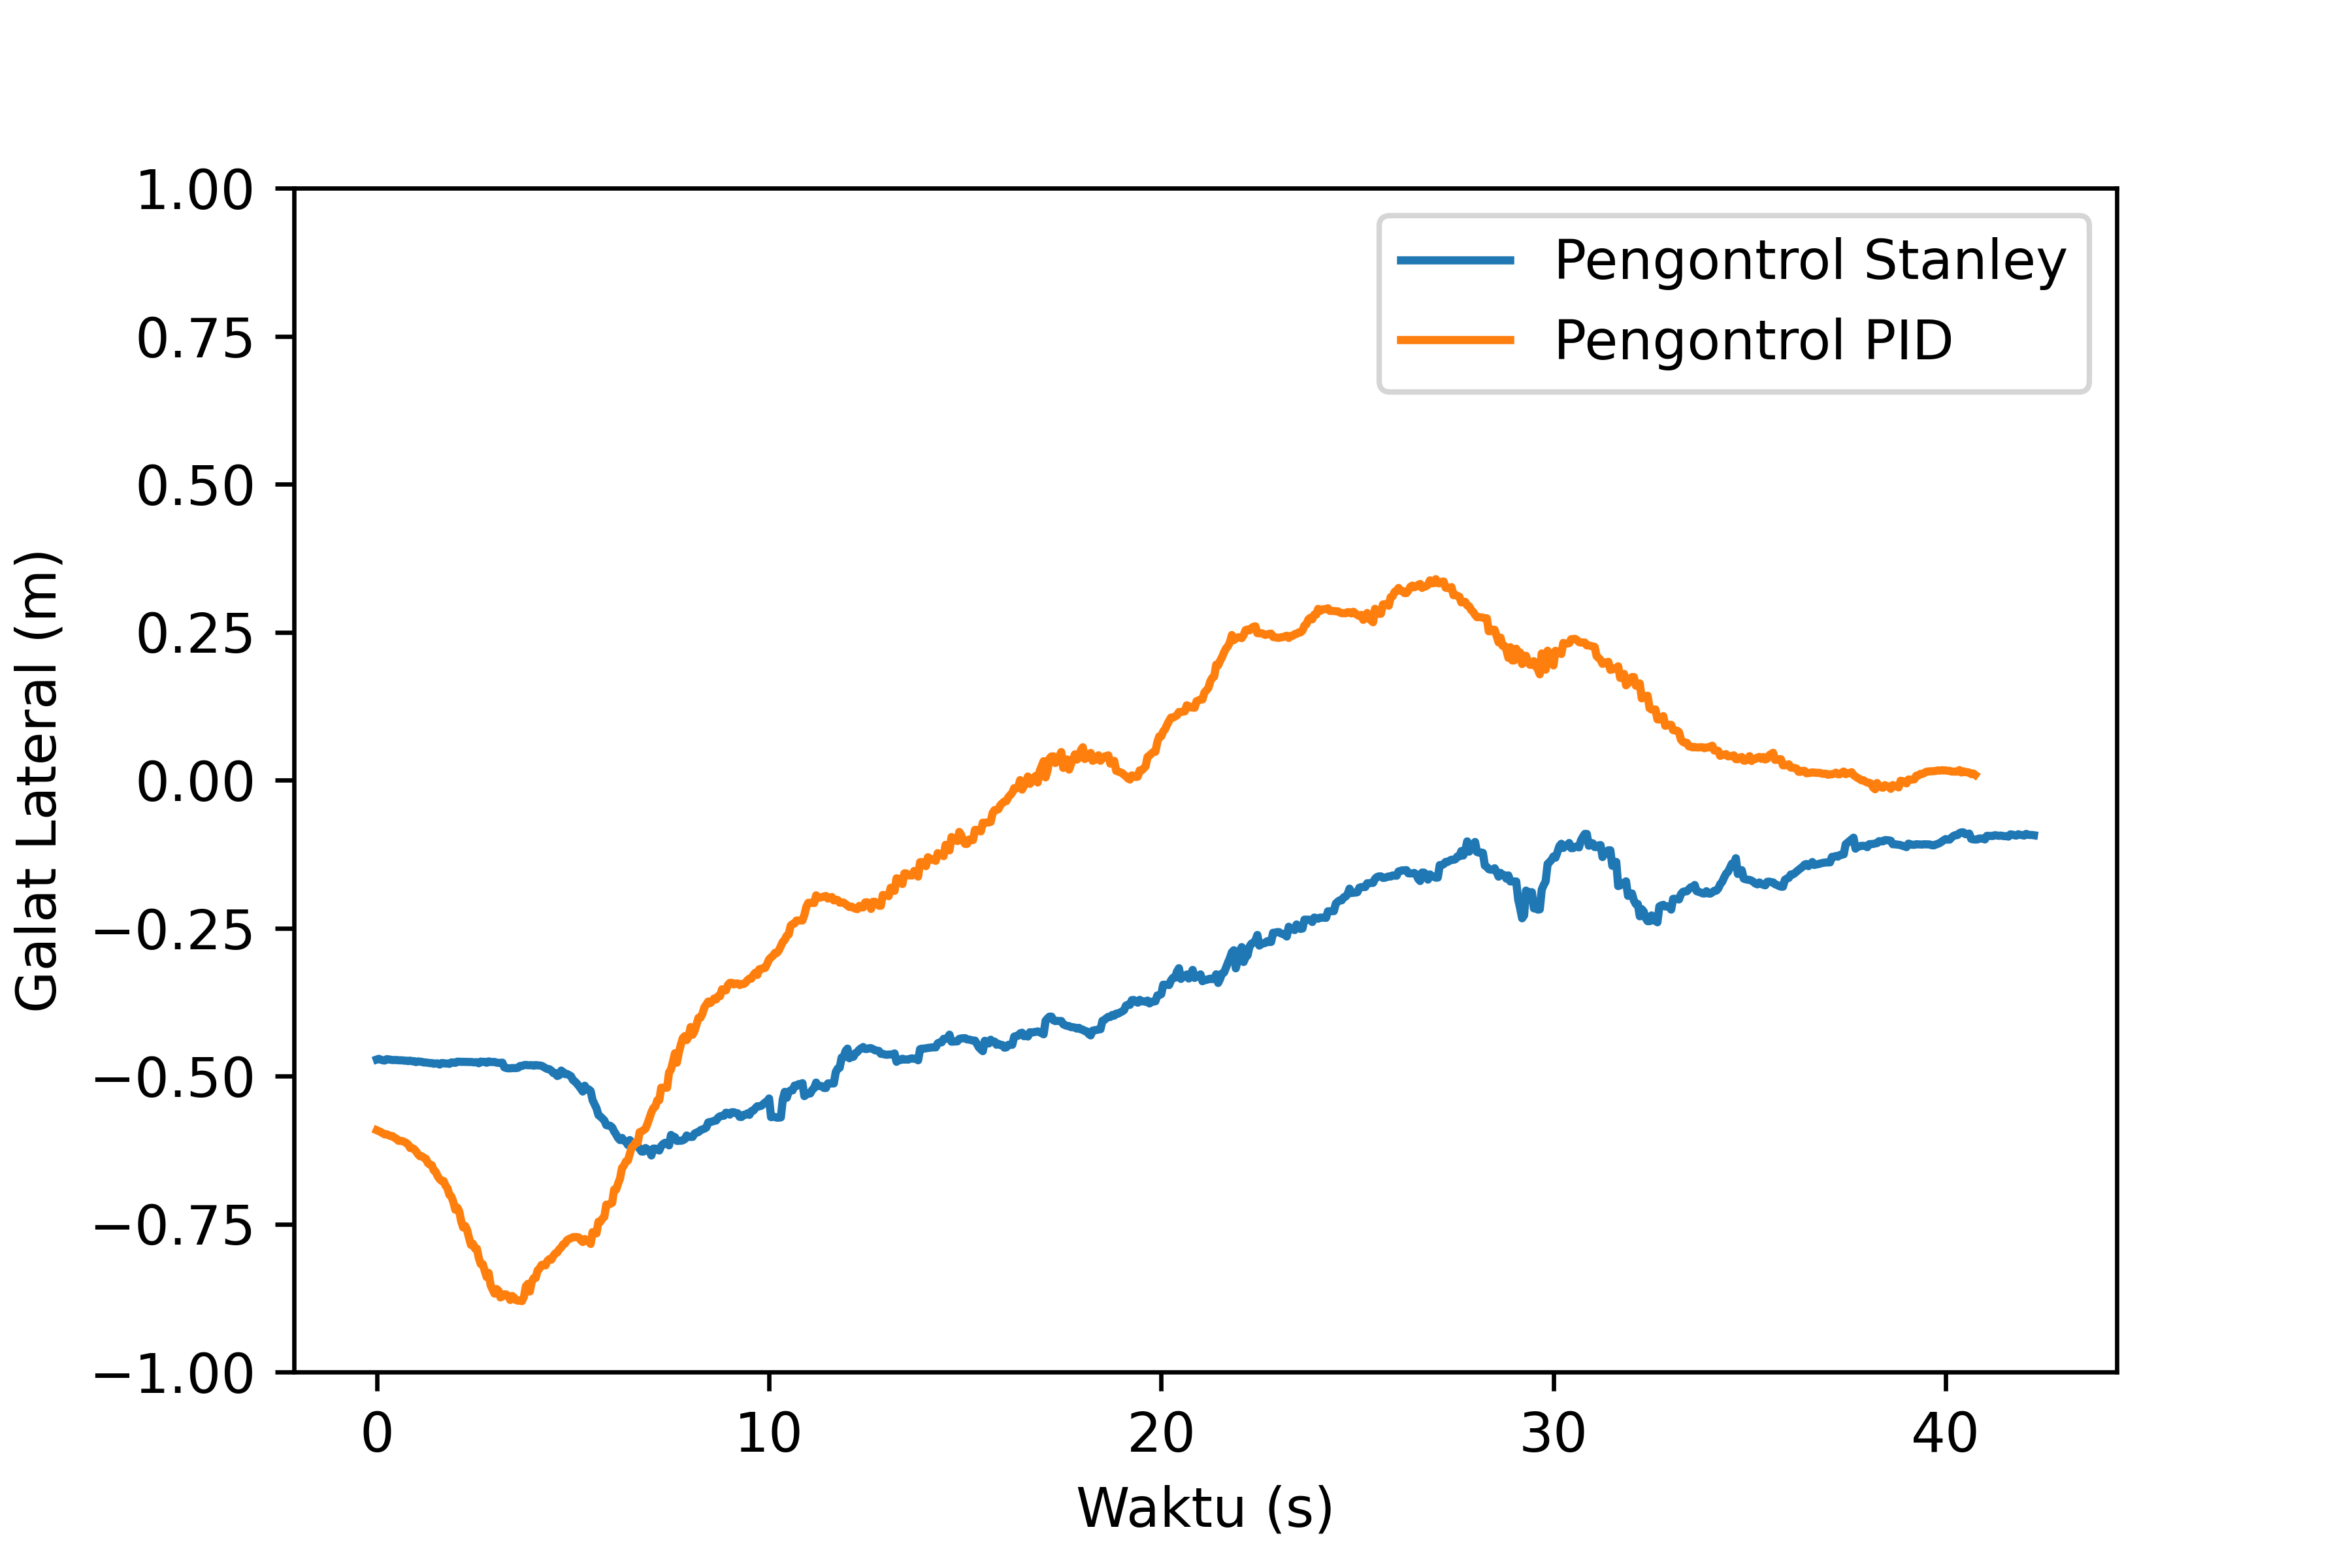 1.00
0.75
0.50
0.25
0.00
−0.25
−0.50
−0.75
−1.00
Galat Lateral (m)
Pengontrol Stanley
Pengontrol PID
0 10 20 30 40
Waktu (s)